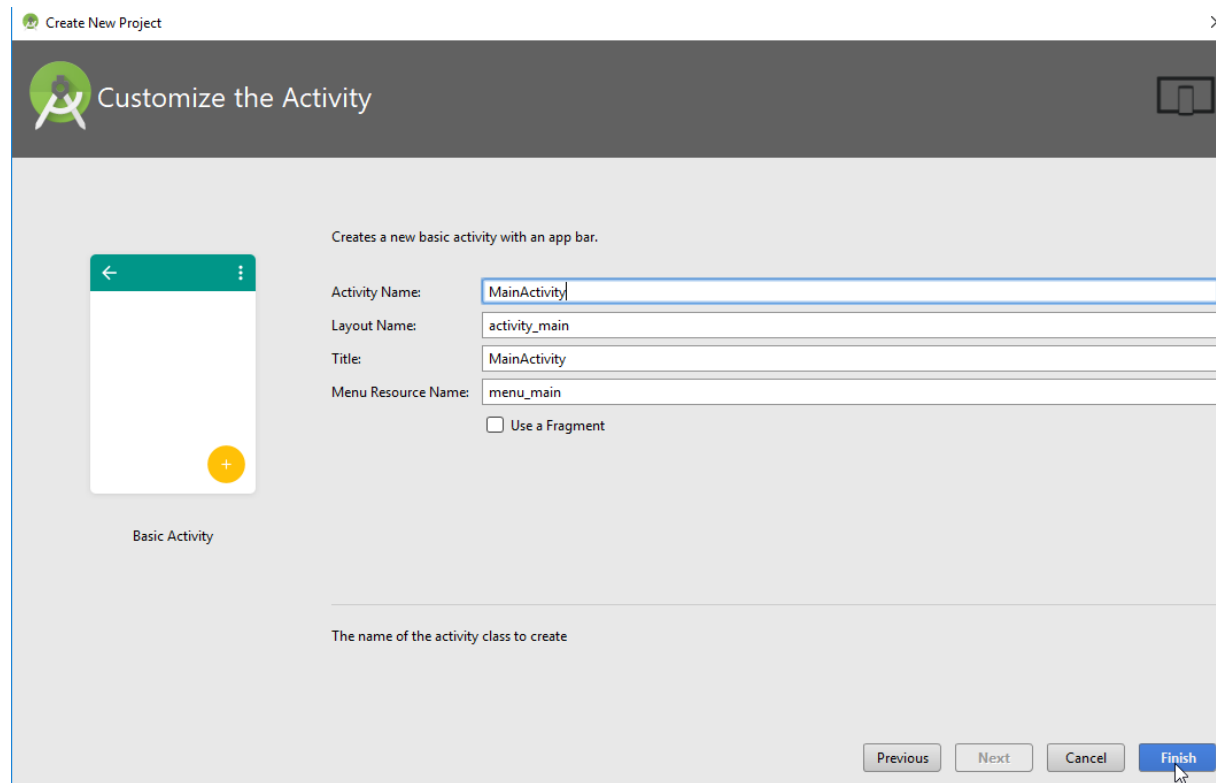 Create New Project
Customize the Activity
Creates a new basic activity with an app bar.
Activity Name: MainActivity
Layout Name: activity_main
Title: MainActivity
Menu Resource Name: menu_main
Use a Fragment
Basic Activity
The name of the activity class to create
Previous Next Cancel Finish